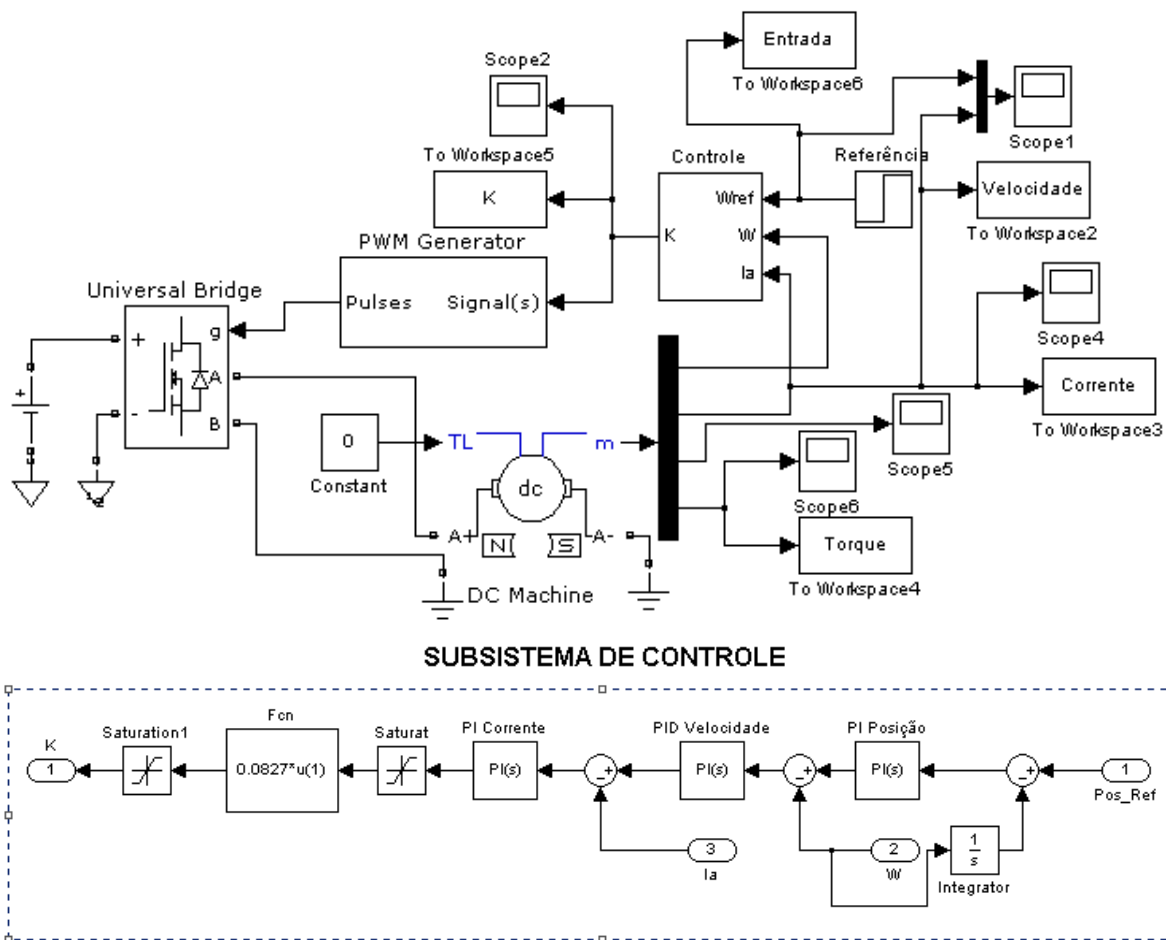 Entrada
To Workspace6
Scope2
Scope1
To Workspace5
Controle
Referência
Wref
W
Ia
K
K
Velocidade
To Workspace2
PWM Generator
Pulses
Signal(s)
Universal Bridge
+
g
A
-
B
+
Scope4
Corrente
To Workspace3
0
Constant
TL
m
dc
A+
N
S
A-
DC Machine
Scope5
Scope6
Torque
To Workspace4
SUBSISTEMA DE CONTROLE
K
1
Saturation1
Fcn
0.0827*u(1)
Saturat
PI Corrente
PI(s)
_+
PID Velocidade
PI(s)
_+
PI Posição
PI(s)
_+
1
Pos_Ref
3
Ia
2
W
1
s
Integrator